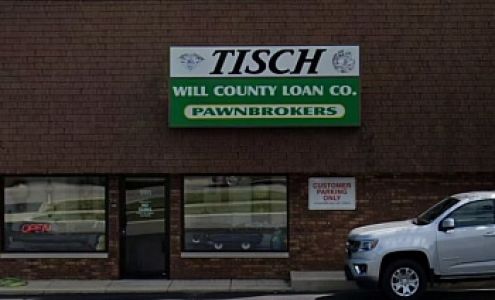 TISCH
WILL COUNTY LOAN CO.
PAWNBROKERS
CUSTOMER
PARKING
ONLY
OPEN